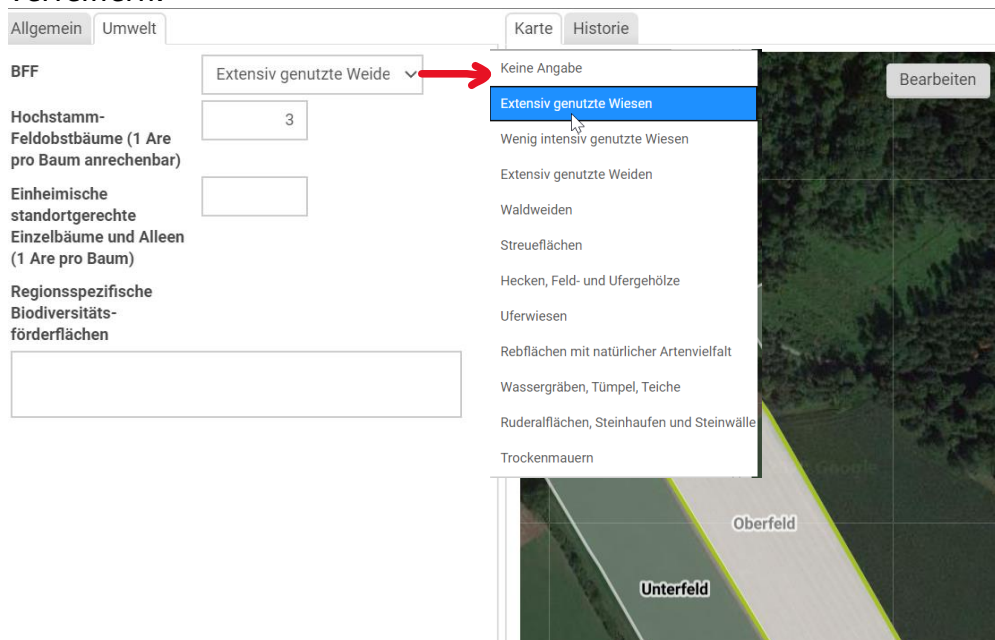 Allgemein Umwelt
Karte Historie
BFF
Extensiv genutzte Weide
Hochstamm-
Feldobstbäume (1 Are
pro Baum anrechenbar)
3
Einheimische
standortgerechte
Einzelbäume und Alleen
(1 Are pro Baum)
Regionsspezifische
Biodiversitäts-
förderflächen
Keine Angabe
Extensiv genutzte Wiesen
Wenig intensiv genutzte Wiesen
Extensiv genutzte Weiden
Waldweiden
Streueflächen
Hecken, Feld- und Ufergehölze
Uferwiesen
Rebflächen mit natürlicher Artenvielfalt
Wassergräben, Tümpel, Teiche
Ruderalflächen, Steinhaufen und Steinwälle
Trockenmauern
Bearbeiten
Google
Oberfeld
Unterfeld